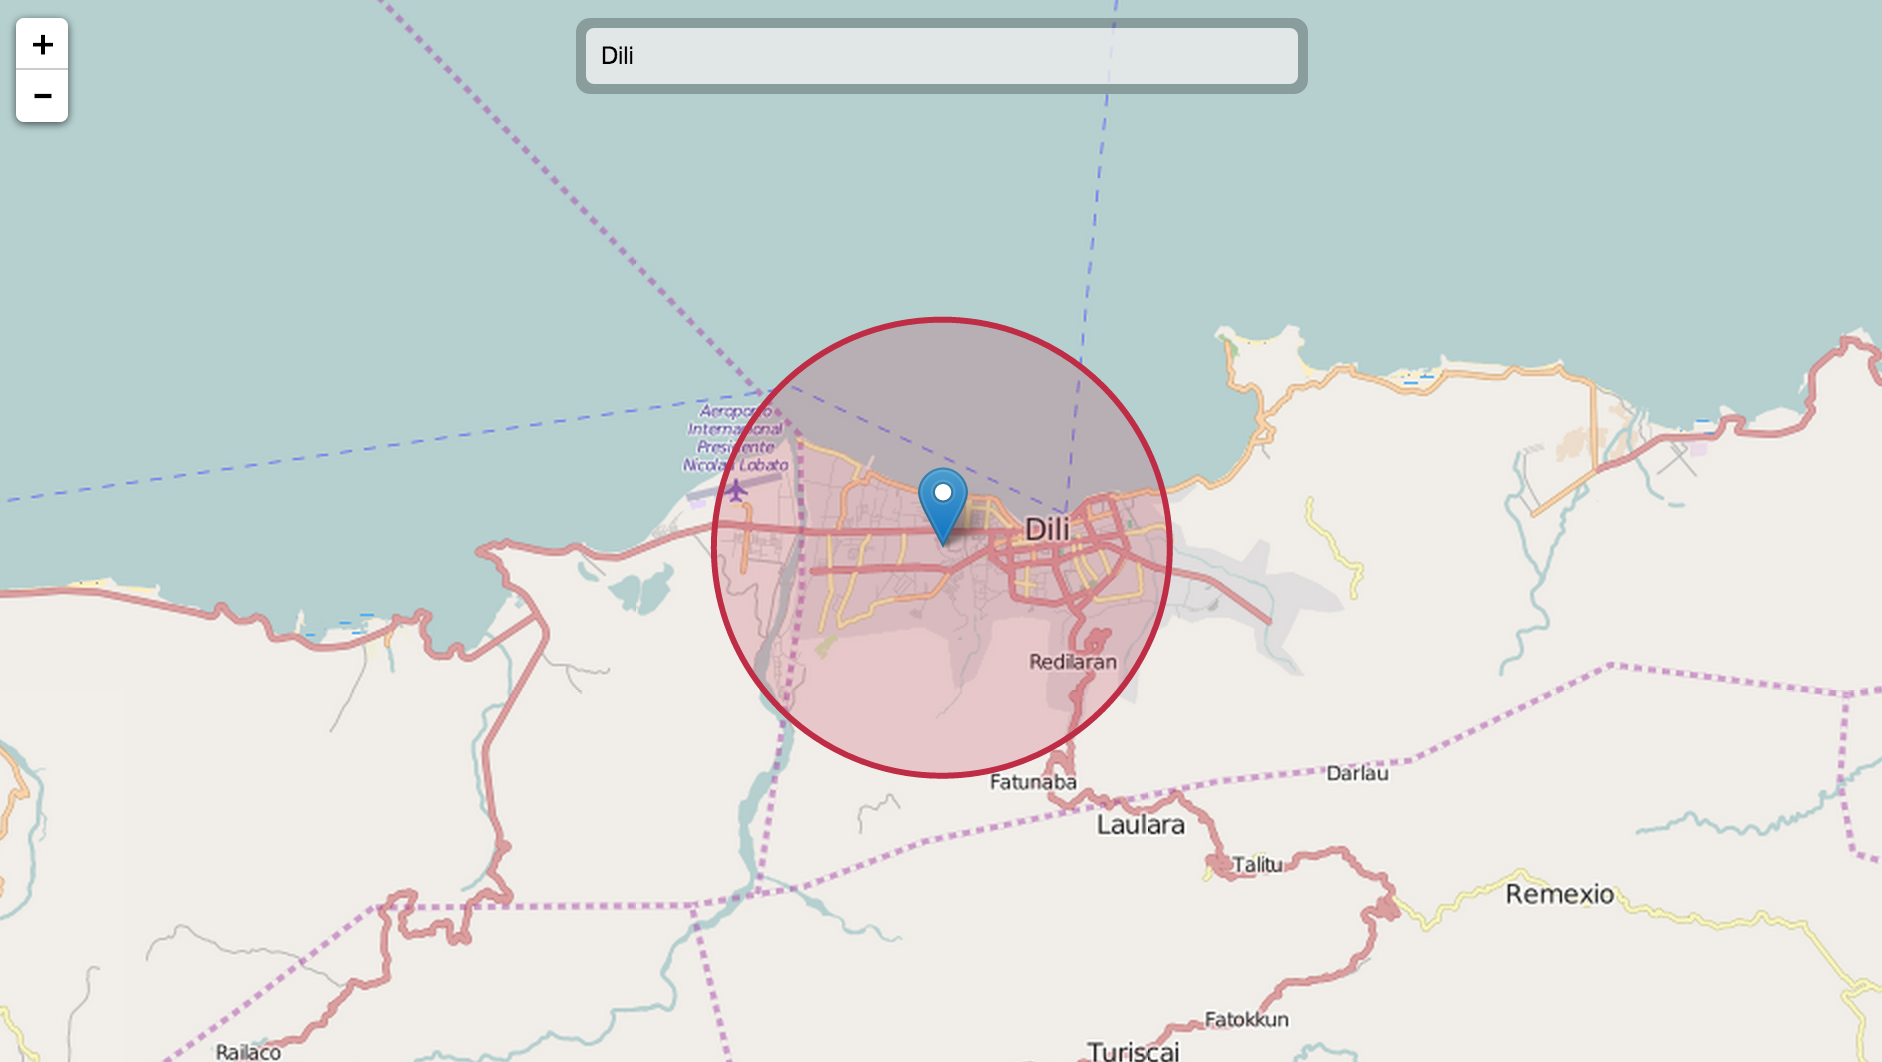 +
−
Dili
Aeroporto
Internacional
Presidente
Nicolau Lobato
Dili
Redilaran
Fatunaba
Darlau
Laulara
Talitu
Remexio
Fatokkun
Turiscai
Railaco